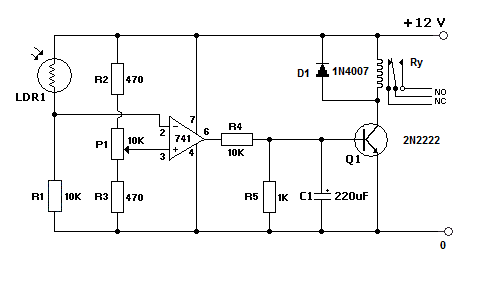 +12 V
Ry
D1
1N4007
LDR1
R2
470
NO
NC
P1
10K
2
3
7
741
4
6
R4
10K
2N2222
Q1
R1
10K
R3
470
R5
1K
C1
+
220uF
0